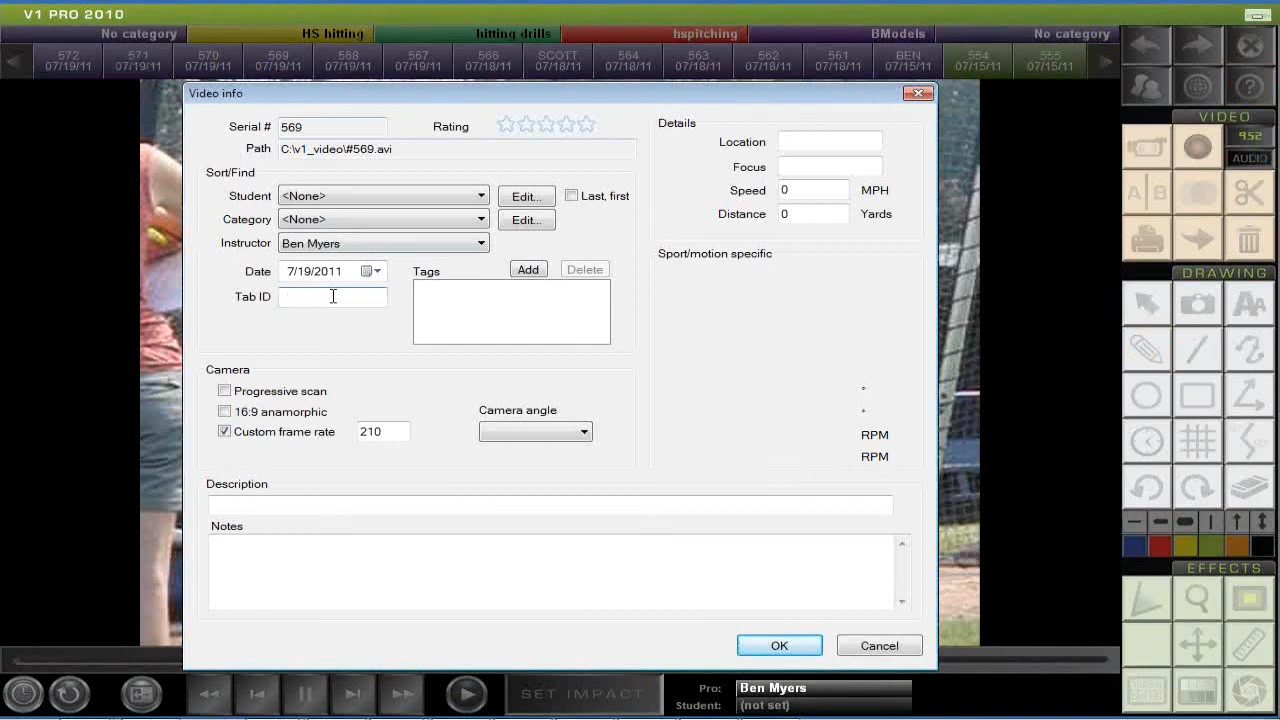 V1 PRO 2010
No category HS hitting hitting drills hspitching BModels No category
572 571 570 569 568 567 566 SCOTT 564 563 562 561 BEN 554 555
07/19/11 07/19/11 07/19/11 07/19/11 07/19/11 07/19/11 07/18/11 07/18/11 07/18/11 07/18/11 07/18/11 07/18/11 07/15/11 07/15/11 07/15/11
Video info
Serial # 569 Rating
Path C:\v1_video\#569.avi
Sort/Find
Student <None> Edit... Last, first
Category <None> Edit...
Instructor Ben Myers
Date 7/19/2011 Tags Add Delete
Tab ID
Camera
Progressive scan
16:9 anamorphic
Custom frame rate 210
Camera angle
Details
Location
Focus
Speed 0 MPH
Distance 0 Yards
Sport/motion specific
°
°
RPM
RPM
Description
Notes
OK Cancel
VIDEO
952
AUDIO
A|B
DRAWING
AA
EFFECTS
SET IMPACT
Pro: Ben Myers
Student: (not set)